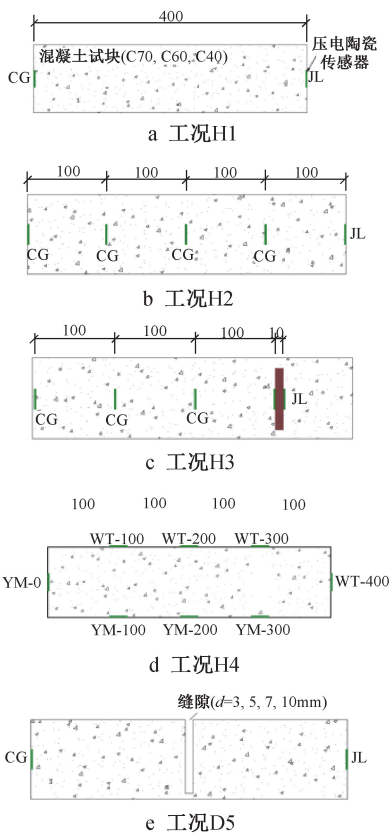 400
混凝土试块(C70, C60, C40)
压电陶瓷
传感器
CG
JL
a 工况H1
100 100 100 100
CG CG CG CG JL
b 工况H2
100 100 100 10
CG CG CG JL
c 工况H3
100 100 100 100
WT-100 WT-200 WT-300
YM-0 WT-400
YM-100 YM-200 YM-300
d 工况H4
缝隙(d=3, 5, 7, 10mm)
CG JL
e 工况D5